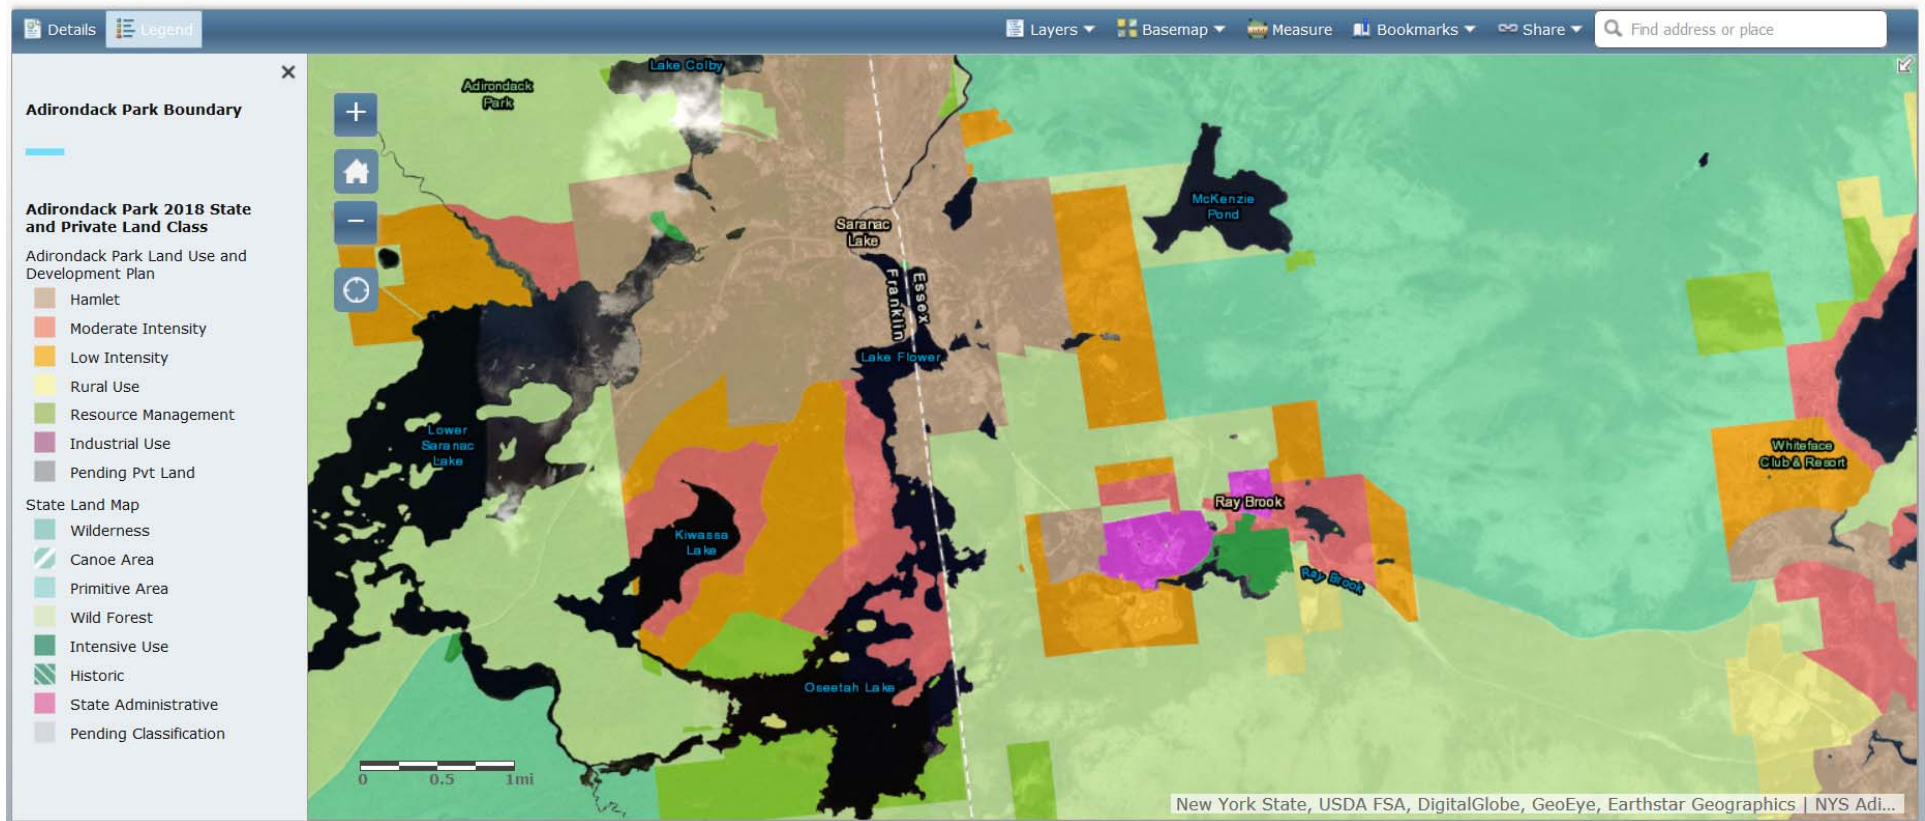 Details
Legend
Layers
Basemap
Measure
Bookmarks
Share
Find address or place
Adirondack Park Boundary
Adirondack Park 2018 State
and Private Land Class
Adirondack Park Land Use and
Development Plan
Hamlet
Moderate Intensity
Low Intensity
Rural Use
Resource Management
Industrial Use
Pending Pvt Land
State Land Map
Wilderness
Canoe Area
Primitive Area
Wild Forest
Intensive Use
Historic
State Administrative
Pending Classification
Lake Colby
Adirondack
Park
McKenzie
Pond
Saranac
Lake
Franklin
Essex
Lake Flower
Lower
Saranac
Lake
Whiteface
Club & Resort
Ray Brook
Kiwassa
Lake
Ray Brook
Oseetah Lake
0 0.5 1mi
New York State, USDA FSA, DigitalGlobe, GeoEye, Earthstar Geographics | NYS Adi...